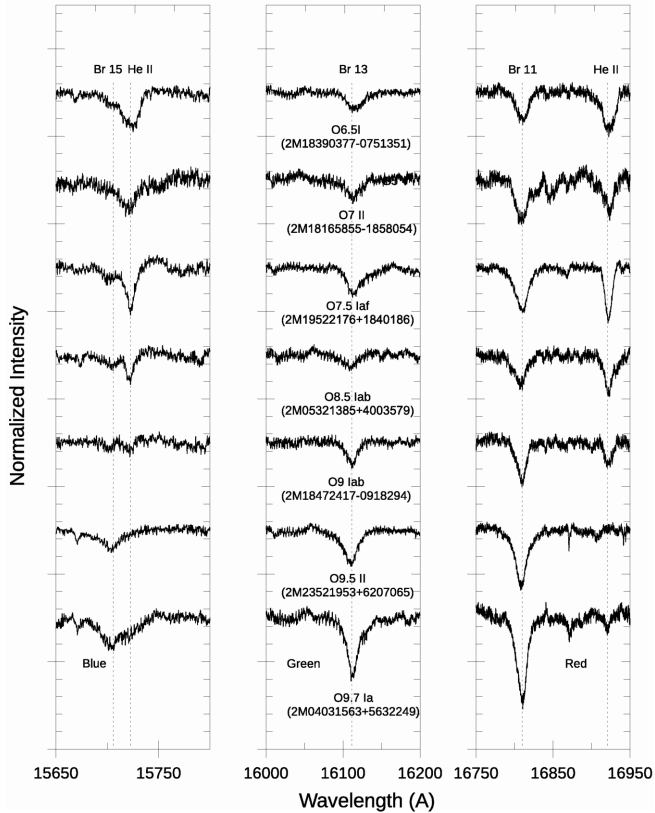 Br 15 He II
Br 13
Br 11
He II
O6.5I
(2M18390377-0751351)
O7 II
(2M18165855-1858054)
O7.5 Iaf
(2M19522176+1840186)
O8.5 Iab
(2M05321385+4003579)
O9 Iab
(2M18472417-0918294)
O9.5 II
(2M23521953+6207065)
Blue
Green
Red
O9.7 Ia
(2M04031563+5632249)
15650
15750
16000
16100
16200
16750
16850
16950
Wavelength (A)
Normalized Intensity